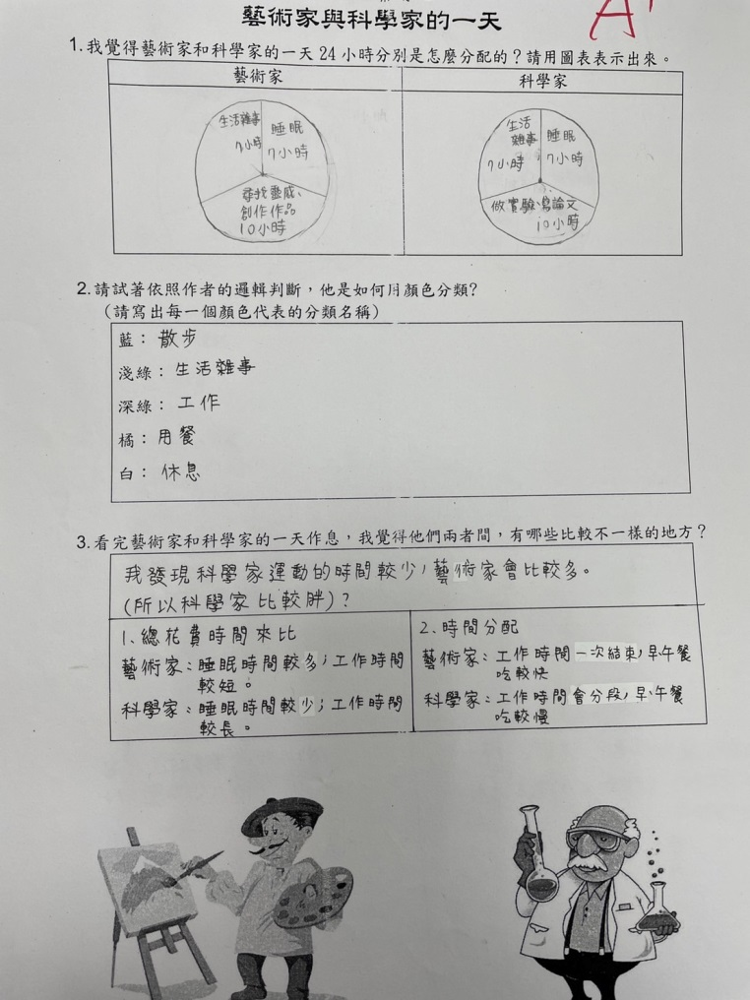 藝術家與科學家的一天
A+
1.我覺得藝術家和科學家的一天24小時分別是怎麼分配的？請用圖表表示出來。
藝術家
生活雜事
7小時
睡眠
7小時
尋找靈感、
創作作品
10小時
科學家
生活
雜事
7小時
睡眠
7小時
做實驗、寫論文
10小時
2.請試著依照作者的邏輯判斷，他是如何用顏色分類?
（請寫出每一個顏色代表的分類名稱）
藍：散步
淺綠：生活雜事
深綠：工作
橘：用餐
白：休息
3.看完藝術家和科學家的一天作息，我覺得他們兩者間，有哪些比較不一樣的地方？
我發現科學家運動的時間較少，藝術家會比較多。
(所以科學家比較胖)？
1、總花費時間來比
藝術家：睡眠時間較多；工作時間
較短。
科學家：睡眠時間較少；工作時間
較長。
2.時間分配
藝術家：工作時間一次結束，早、午餐
吃較快
科學家：工作時間會分段，早、午餐
吃較慢